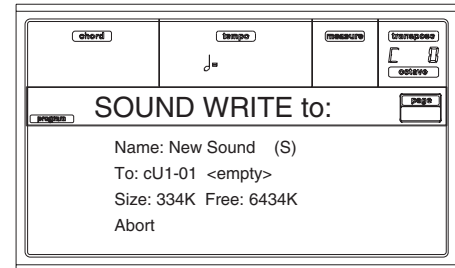 chord
tempo
measure
transpose
♩=
C 0
octave
program
SOUND WRITE to:
page
Name: New Sound (S)
To: cU1-01 <empty>
Size: 334K Free: 6434K
Abort